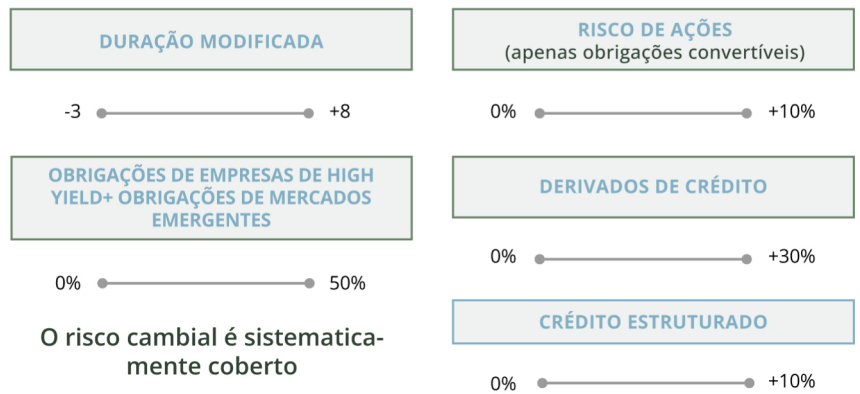 DURAÇÃO MODIFICADA
-3
+8
OBRIGAÇÕES DE EMPRESAS DE HIGH
YIELD+ OBRIGAÇÕES DE MERCADOS
EMERGENTES
0%
50%
O risco cambial é sistematica-
mente coberto
RISCO DE AÇÕES
(apenas obrigações convertíveis)
0%
+10%
DERIVADOS DE CRÉDITO
0%
+30%
CRÉDITO ESTRUTURADO
0%
+10%